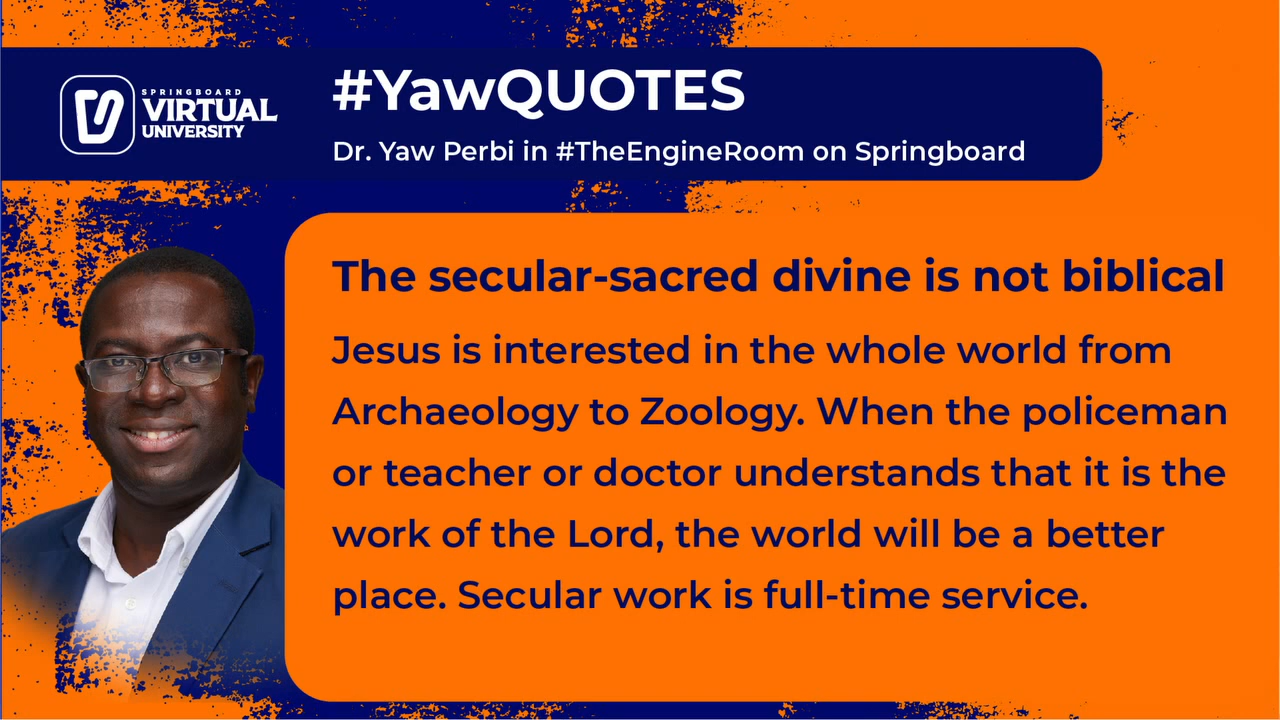 SPRINGBOARD
VIRTUAL
UNIVERSITY
#YawQUOTES
Dr. Yaw Perbi in #TheEngineRoom on Springboard
The secular-sacred divine is not biblical
Jesus is interested in the whole world from
Archaeology to Zoology. When the policeman
or teacher or doctor understands that it is the
work of the Lord, the world will be a better
place. Secular work is full-time service.